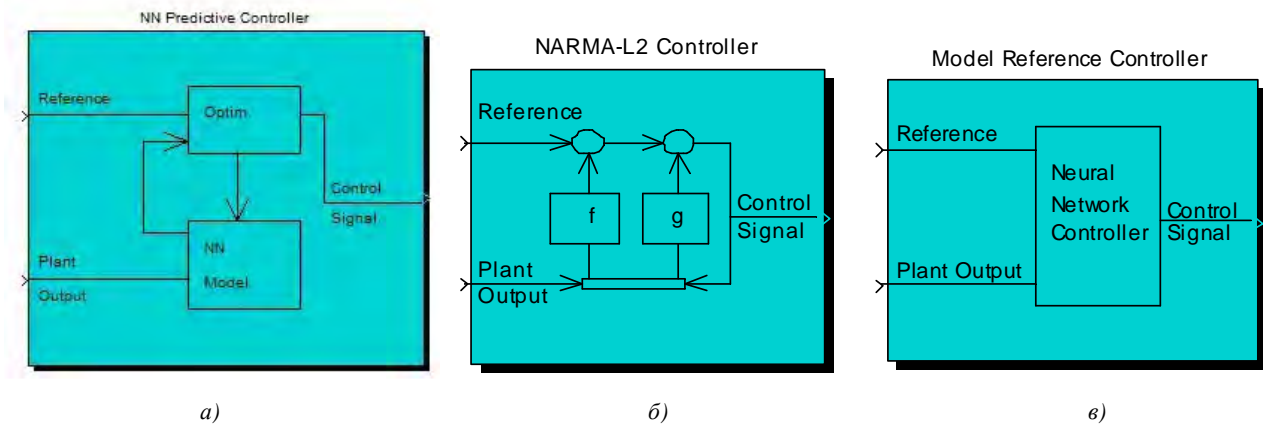 NN Predictive Controller
Reference
Optim.
Control
Signal
NN
Model
Plant
Output
а)
NARMA-L2 Controller
Reference
f
g
Control
Signal
Plant
Output
б)
Model Reference Controller
Reference
Neural
Network
Controller
Control
Signal
Plant Output
в)